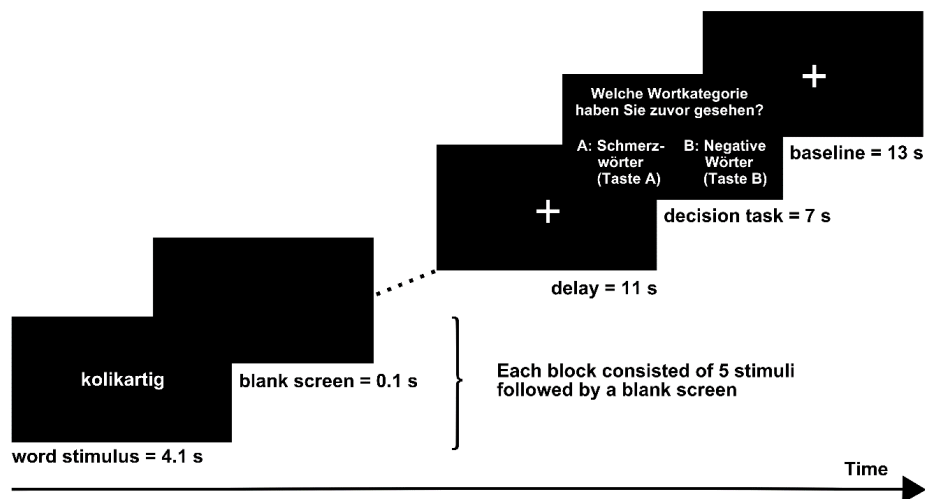 Welche Wortkategorie
haben Sie zuvor gesehen?
A: Schmerz-
wörter
(Taste A)
B: Negative
Wörter
(Taste B)
baseline = 13 s
decision task = 7 s
delay = 11 s
kolikartig
blank screen = 0.1 s
Each block consisted of 5 stimuli
followed by a blank screen
word stimulus = 4.1 s
Time